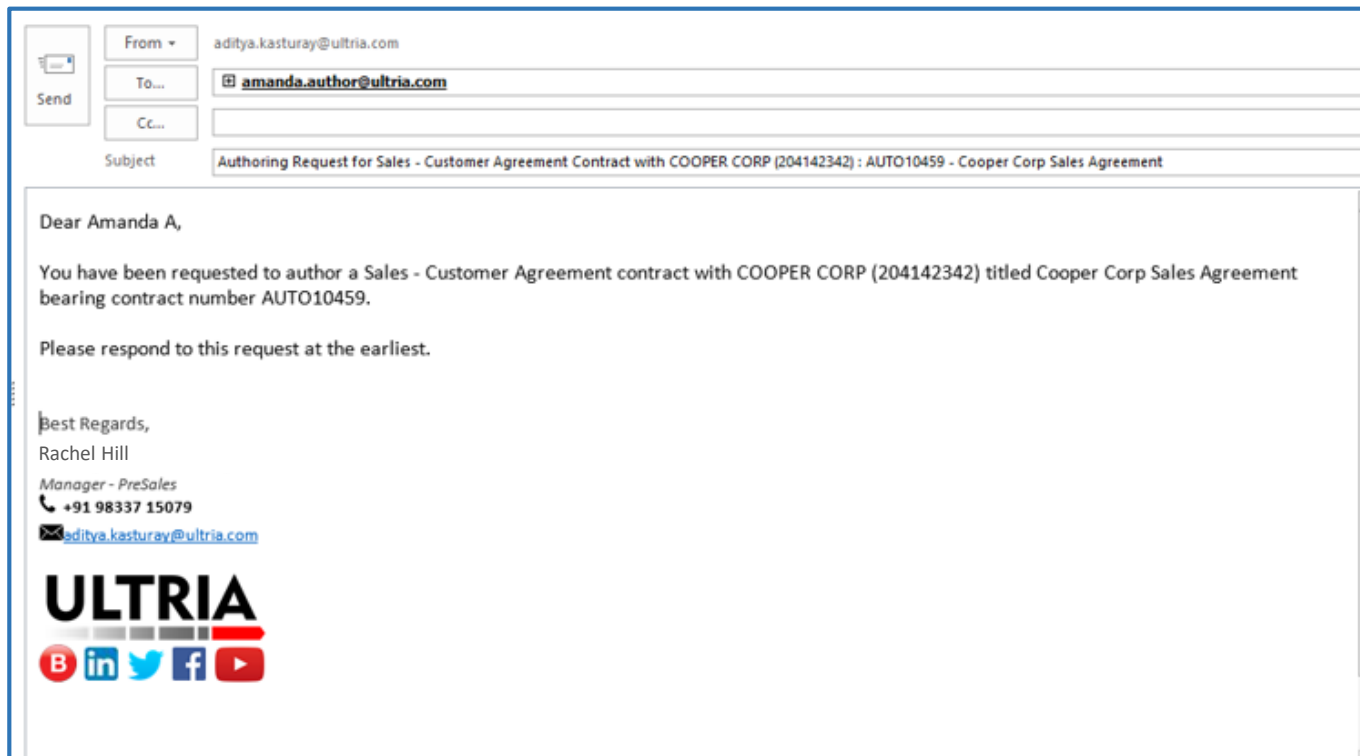 From
aditya.kasturay@ultria.com
Send
To...
amanda.author@ultria.com
Cc...
Subject
Authoring Request for Sales - Customer Agreement Contract with COOPER CORP (204142342) : AUTO10459 - Cooper Corp Sales Agreement
Dear Amanda A,
You have been requested to author a Sales - Customer Agreement contract with COOPER CORP (204142342) titled Cooper Corp Sales Agreement
bearing contract number AUTO10459.
Please respond to this request at the earliest.
Best Regards,
Rachel Hill
Manager - PreSales
+91 98337 15079
aditya.kasturay@ultria.com
ULTRIA
B in f